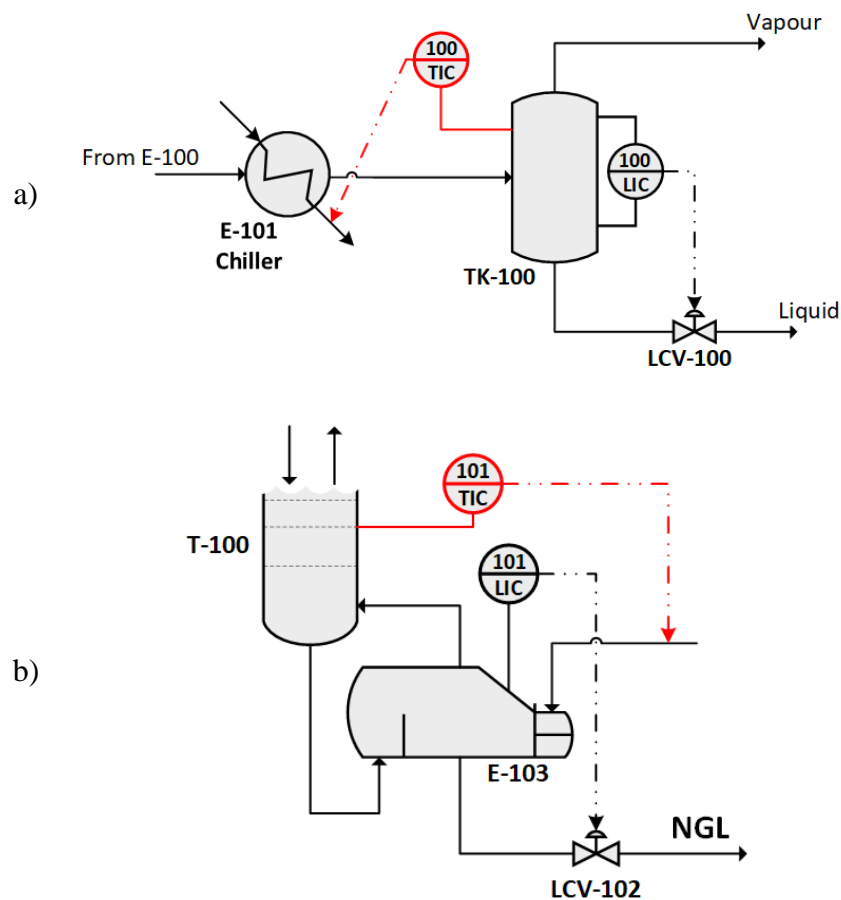 Vapour
100
TIC
From E-100
100
LIC
a)
E-101
Chiller
TK-100
Liquid
LCV-100
101
TIC
T-100
101
LIC
b)
E-103
NGL
LCV-102